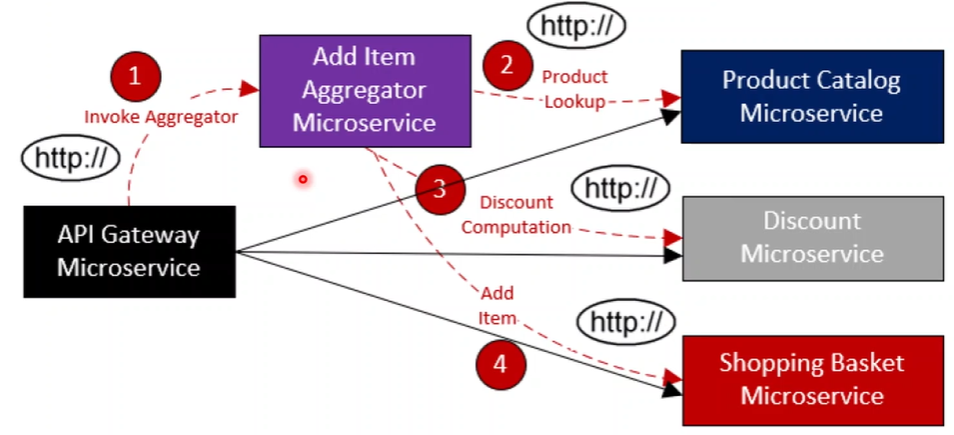 http://
1
Add Item
Aggregator
Microservice
2
Product
Lookup
Product Catalog
Microservice
Invoke Aggregator
http://
3
http://
Discount
Computation
Discount
Microservice
API Gateway
Microservice
Add
Item
http://
4
Shopping Basket
Microservice